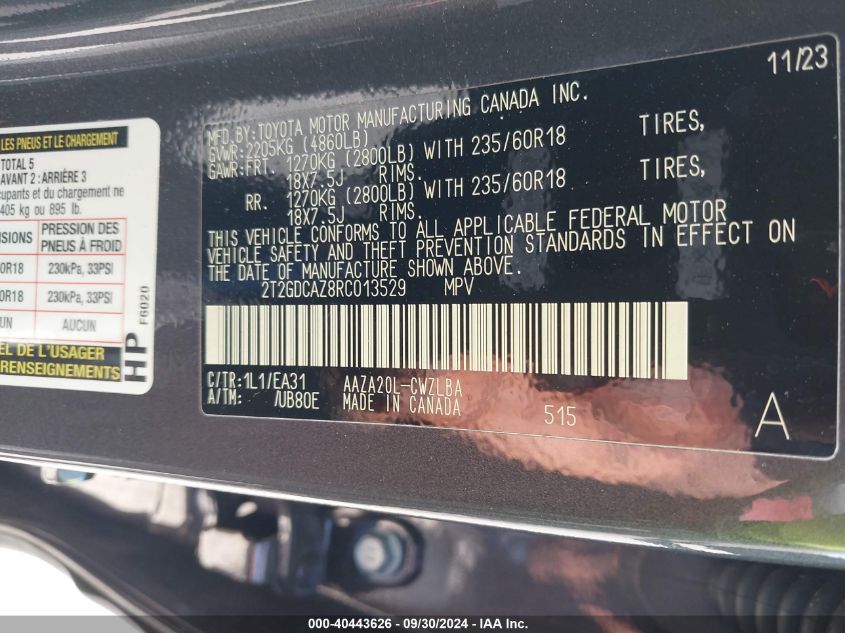 11/23
MFD.BY:TOYOTA MOTOR MANUFACTURING CANADA INC.
GVWR:2205KG (4860LB)
GAWR:FRT. 1270KG (2800LB) WITH 235/60R18 TIRES,
18X7.5J RIMS.
RR. 1270KG (2800LB) WITH 235/60R18 TIRES,
18X7.5J RIMS.
THIS VEHICLE CONFORMS TO ALL APPLICABLE FEDERAL MOTOR
VEHICLE SAFETY AND THEFT PREVENTION STANDARDS IN EFFECT ON
THE DATE OF MANUFACTURE SHOWN ABOVE.
2T2GDCAZ8RC013529 MPV
C/TR:1L1/EA31 AAZA20L-CWZLBA
A/TM: /UB80E MADE IN CANADA
515
A
LES PNEUS ET LE CHARGEMENT
TOTAL 5
AVANT 2 : ARRIÈRE 3
cupants et du chargement ne
405 kg ou 895 lb.
PRESSION DES
PNEUS À FROID
0R18 230kPa, 33PSI
0R18 230kPa, 33PSI
UN AUCUN
EL DE L'USAGER
RENSEIGNEMENTS
HP
F6020
000-40443626 - 09/30/2024 - IAA Inc.